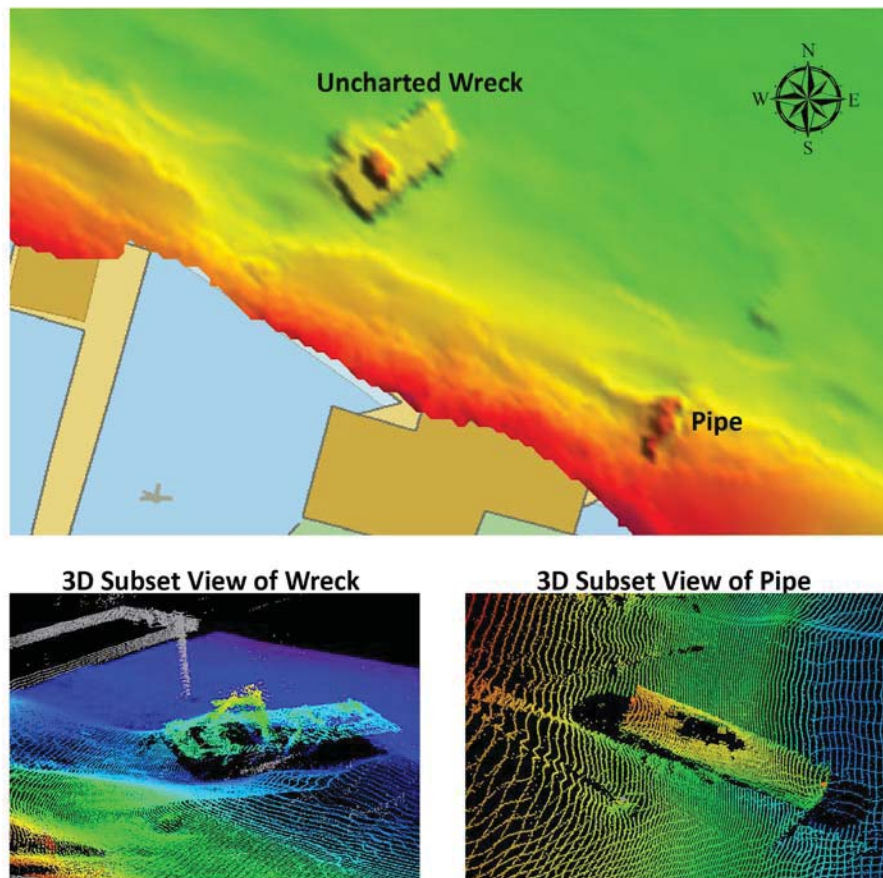 Uncharted Wreck
N
W
E
S
Pipe
3D Subset View of Wreck
3D Subset View of Pipe